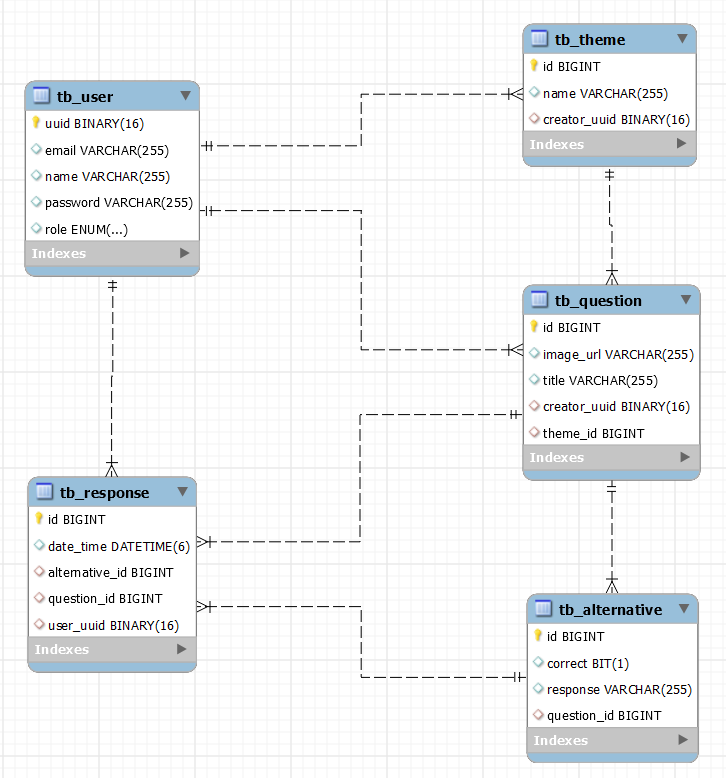 tb_user
uuid BINARY(16)
email VARCHAR(255)
name VARCHAR(255)
password VARCHAR(255)
role ENUM(...)
Indexes
tb_theme
id BIGINT
name VARCHAR(255)
creator_uuid BINARY(16)
Indexes
tb_question
id BIGINT
image_url VARCHAR(255)
title VARCHAR(255)
creator_uuid BINARY(16)
theme_id BIGINT
Indexes
tb_response
id BIGINT
date_time DATETIME(6)
alternative_id BIGINT
question_id BIGINT
user_uuid BINARY(16)
Indexes
tb_alternative
id BIGINT
correct BIT(1)
response VARCHAR(255)
question_id BIGINT
Indexes